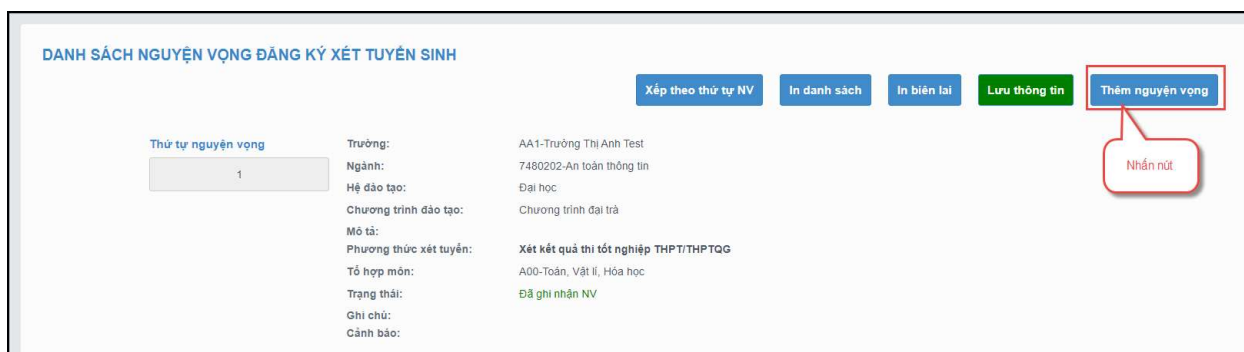 DANH SÁCH NGUYỆN VỌNG ĐĂNG KÝ XÉT TUYỂN SINH
Xếp theo thứ tự NV In danh sách In biên lai Lưu thông tin Thêm nguyện vọng
Nhấn nút
Thứ tự nguyện vọng
1
Trường: AA1-Trường Thị Anh Test
Ngành: 7480202-An toàn thông tin
Hệ đào tạo: Đại học
Chương trình đào tạo: Chương trình đại trà
Mô tả:
Phương thức xét tuyển: Xét kết quả thi tốt nghiệp THPT/THPTQG
Tổ hợp môn: A00-Toán, Vật lí, Hóa học
Trạng thái: Đã ghi nhận NV
Ghi chú:
Cảnh báo: